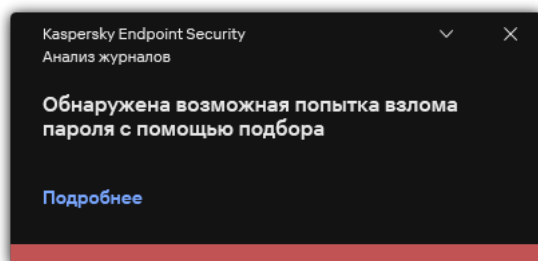 Kaspersky Endpoint Security
Анализ журналов
Обнаружена возможная попытка взлома
пароля с помощью подбора
Подробнее